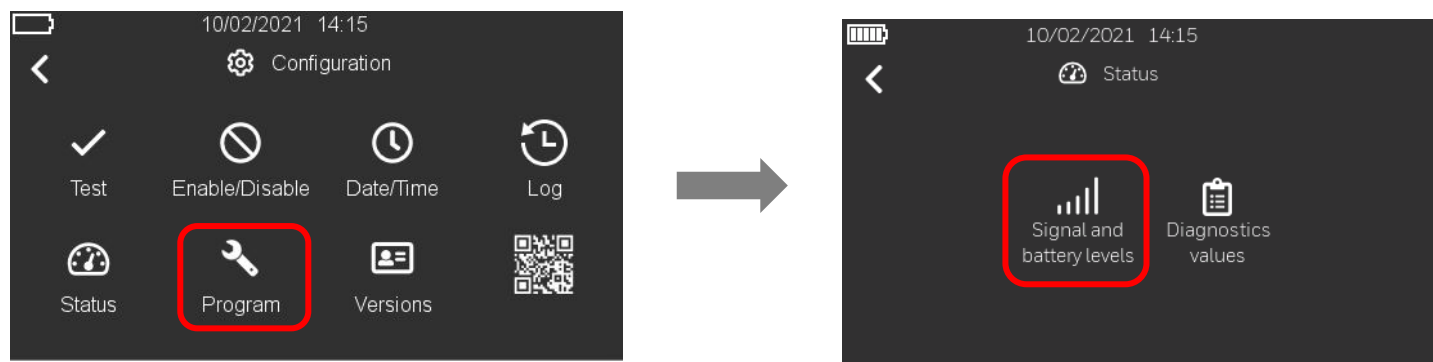 10/02/2021 14:15
Configuration
Test Enable/Disable Date/Time Log
Status Program Versions
10/02/2021 14:15
Status
Signal and battery levels
Diagnostics values